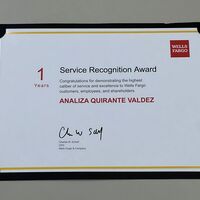 WELLS
FARGO
1
Years
Service Recognition Award
Congratulations for demonstrating the highest
caliber of service and excellence to Wells Fargo
customers, employees, and shareholders.
ANALIZA QUIRANTE VALDEZ
Charles W. Scharf
CEO
Wells Fargo & Company